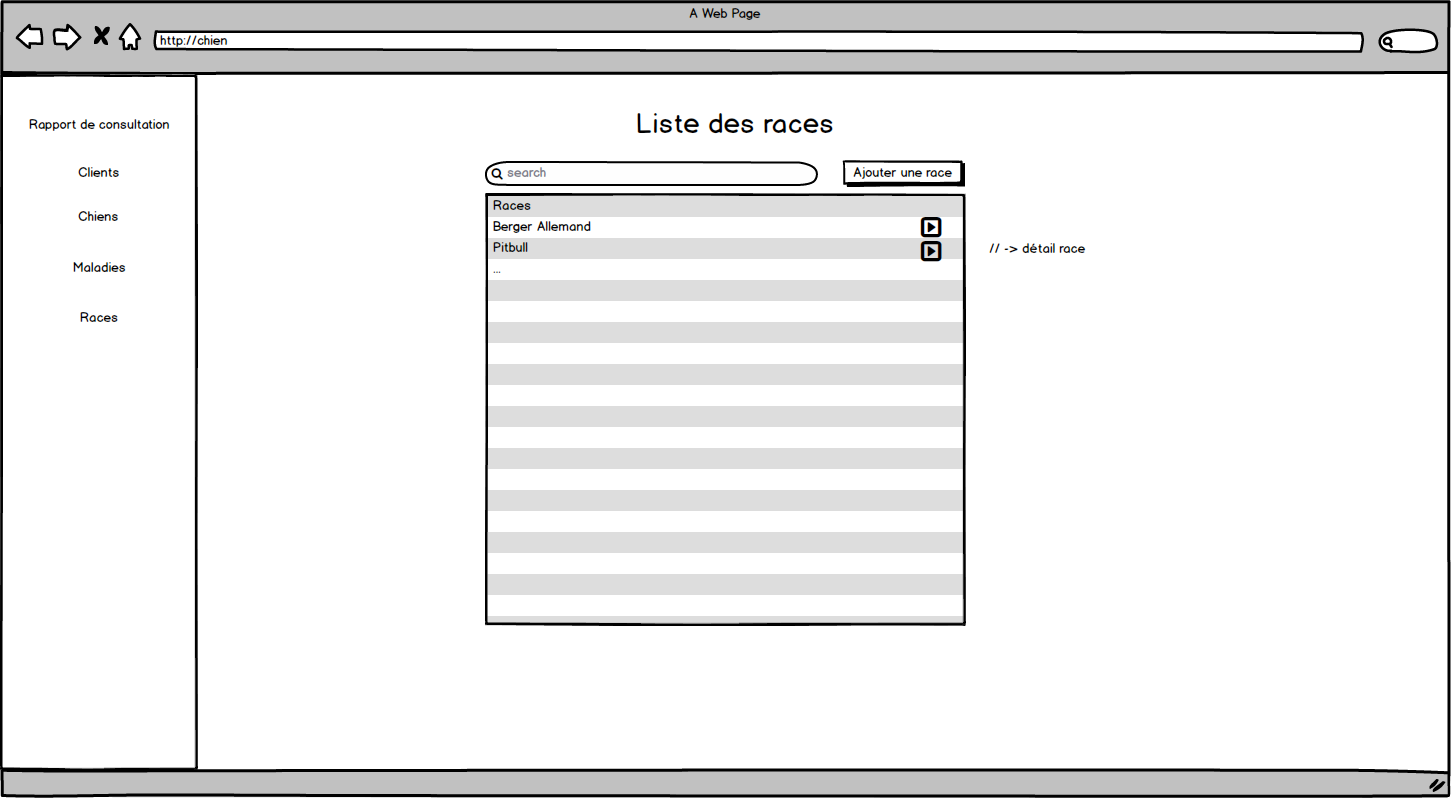 A Web Page
http://chien
Rapport de consultation
Clients
Chiens
Maladies
Races
Liste des races
search
Ajouter une race
Races
Berger Allemand
Pitbull
...
// -> détail race